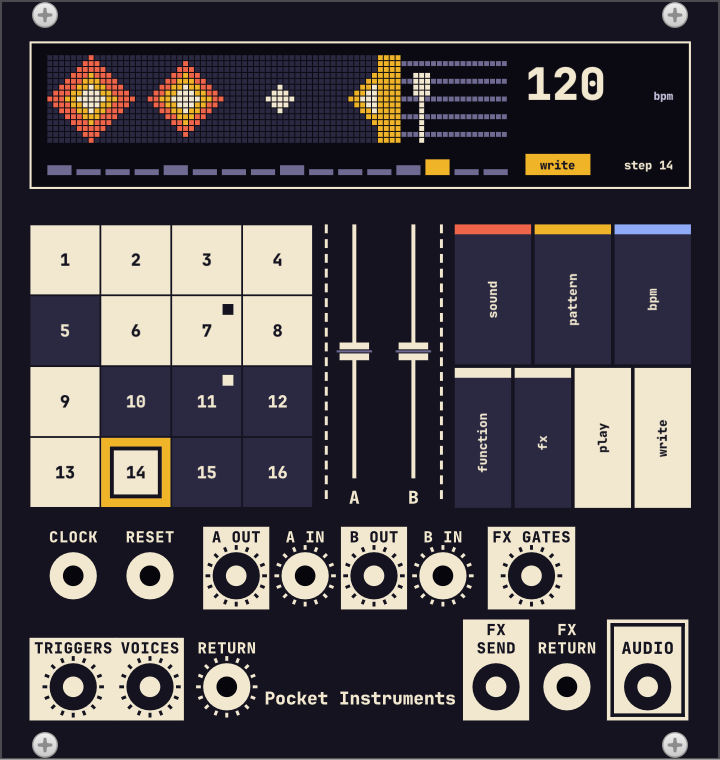 120 bpm
write step 14
1 2 3 4
5 6 7 8
9 10 11 12
13 14 15 16
A B
sound pattern bpm
function fx play write
CLOCK RESET A OUT A IN B OUT B IN FX GATES
TRIGGERS VOICES RETURN
Pocket Instruments
FX SEND
FX RETURN
AUDIO